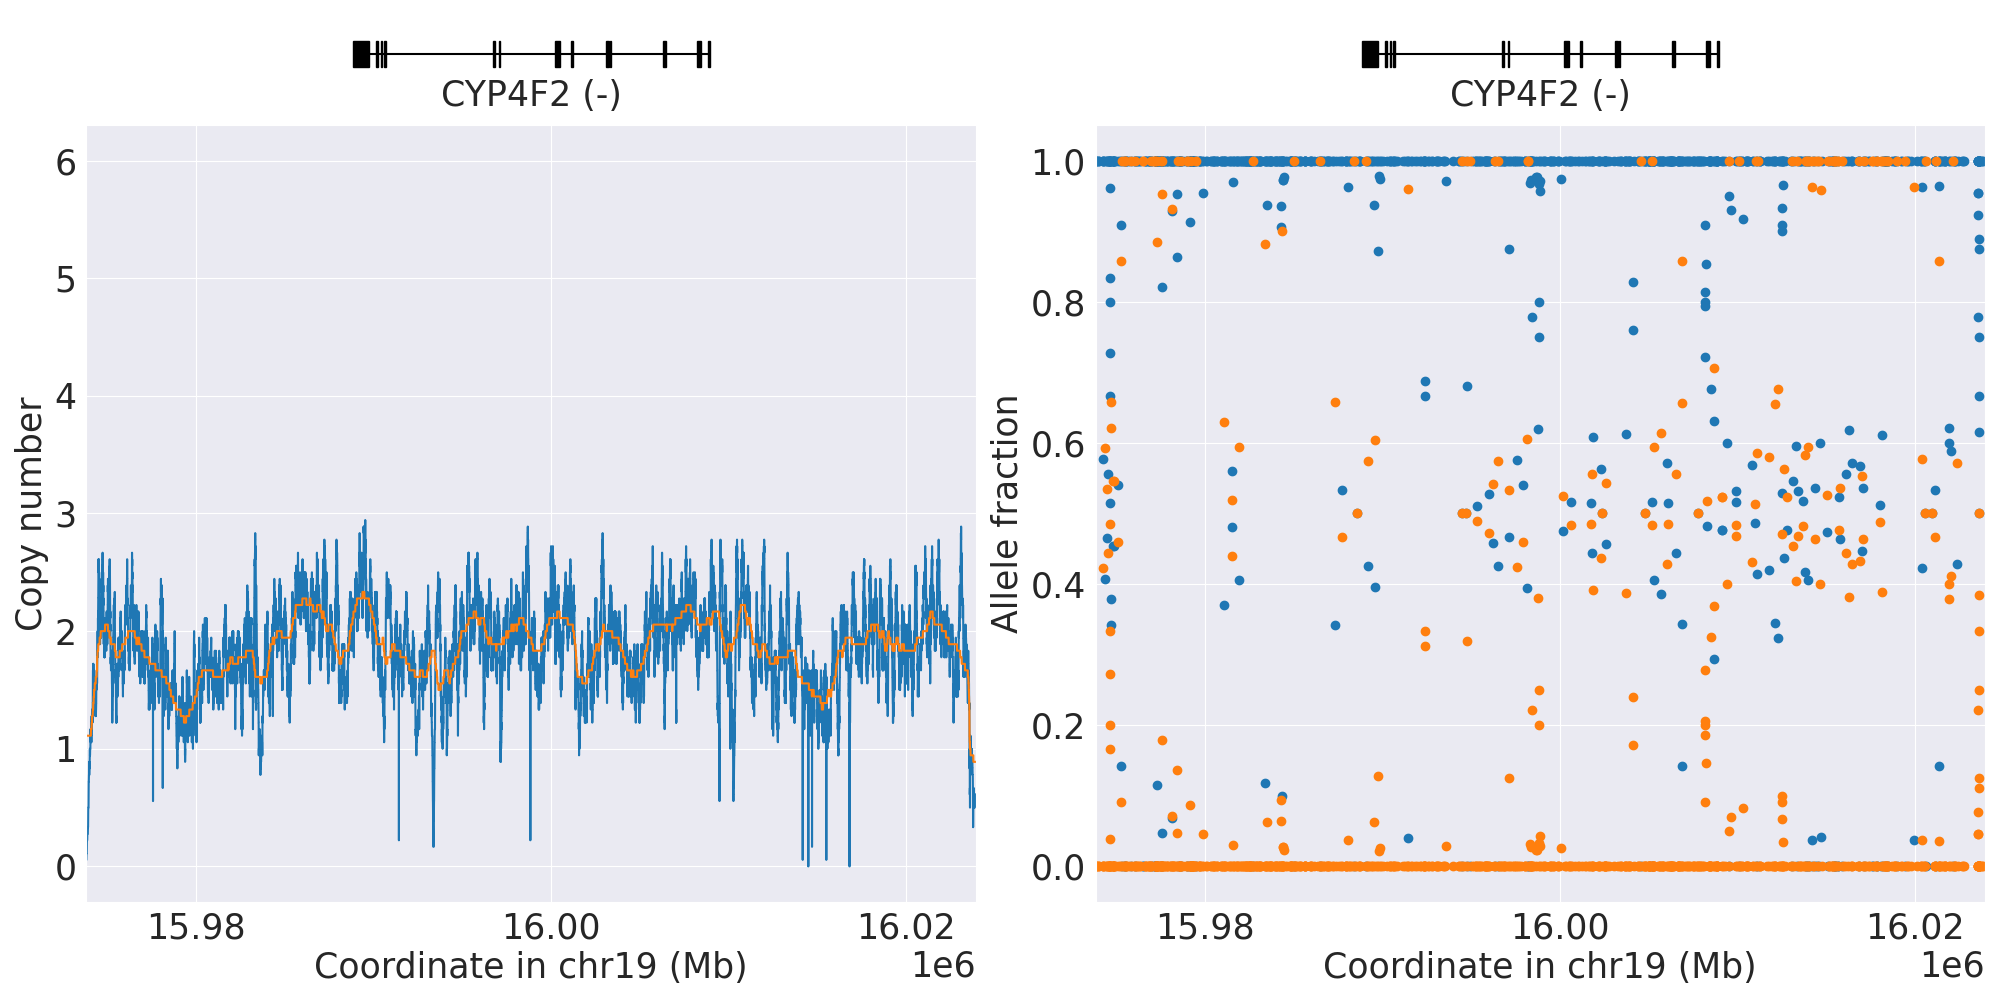 CYP4F2 (-)
6
5
4
3
2
1
0
Copy number
15.98
16.00
16.02
Coordinate in chr19 (Mb)
1e6
CYP4F2 (-)
1.0
0.8
0.6
0.4
0.2
0.0
Allele fraction
15.98
16.00
16.02
Coordinate in chr19 (Mb)
1e6